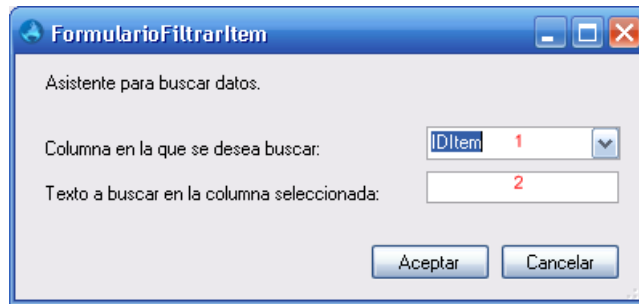 FormularioFiltrarItem
Asistente para buscar datos.
Columna en la que se desea buscar: IDItem 1
Texto a buscar en la columna seleccionada: 2
Aceptar Cancelar